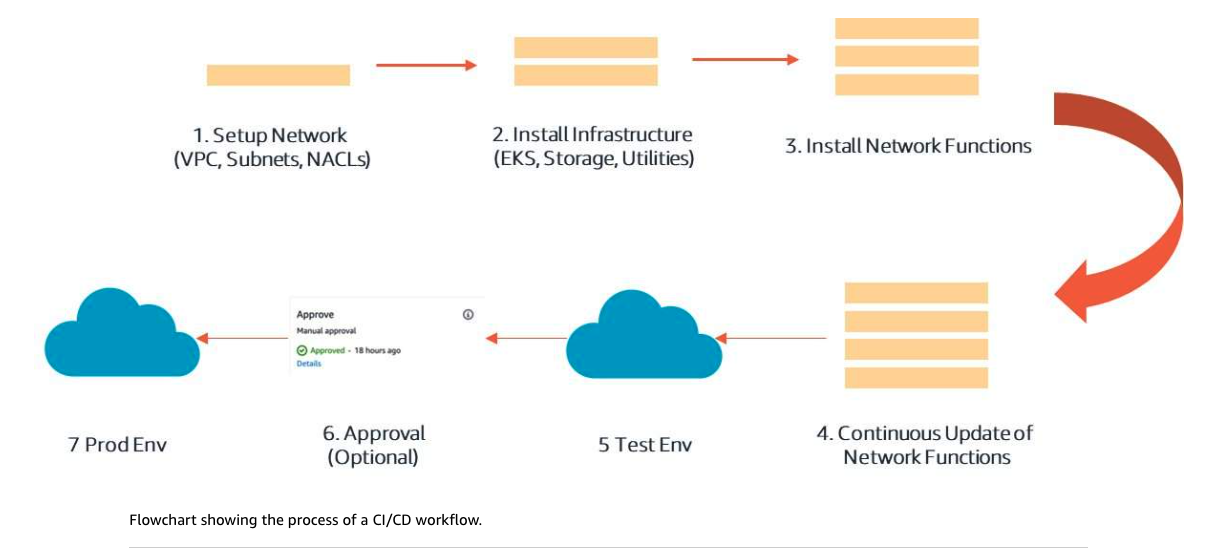 1. Setup Network
(VPC, Subnets, NACLs)
2. Install Infrastructure
(EKS, Storage, Utilities)
3. Install Network Functions
4. Continuous Update of
Network Functions
5 Test Env
Approve
Manual approval
Approved - 18 hours ago
Details
6. Approval
(Optional)
7 Prod Env
Flowchart showing the process of a CI/CD workflow.